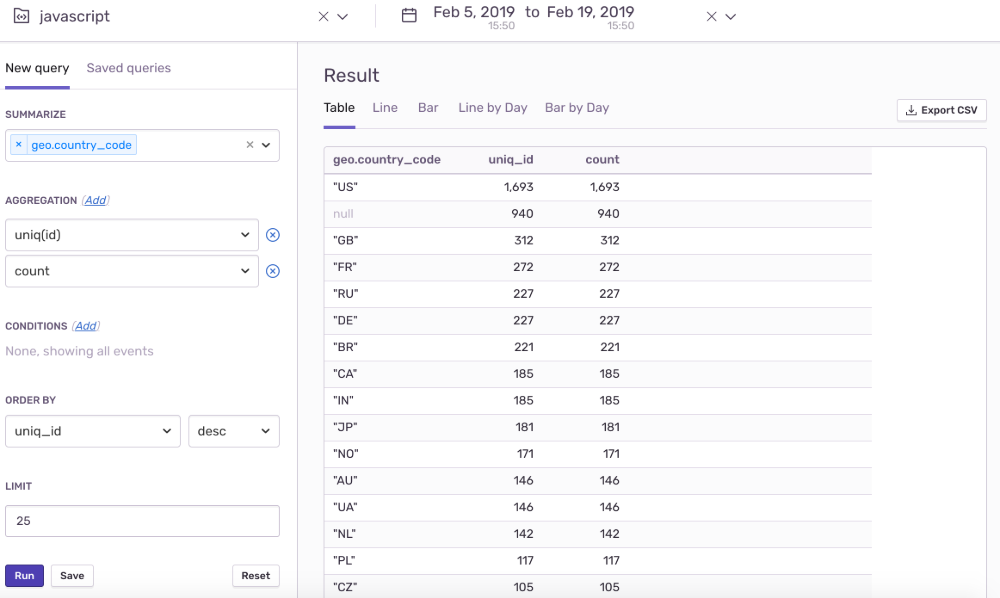 javascript
Feb 5, 2019 to Feb 19, 2019
15:50 15:50
New query Saved queries
SUMMARIZE
× geo.country_code
AGGREGATION (Add)
uniq(id)
count
CONDITIONS (Add)
None, showing all events
ORDER BY
uniq_id desc
LIMIT
25
Run Save Reset
Result
Table Line Bar Line by Day Bar by Day
Export CSV
geo.country_code uniq_id count
"US" 1,693 1,693
null 940 940
"GB" 312 312
"FR" 272 272
"RU" 227 227
"DE" 227 227
"BR" 221 221
"CA" 185 185
"IN" 185 185
"JP" 181 181
"NO" 171 171
"AU" 146 146
"UA" 146 146
"NL" 142 142
"PL" 117 117
"CZ" 105 105